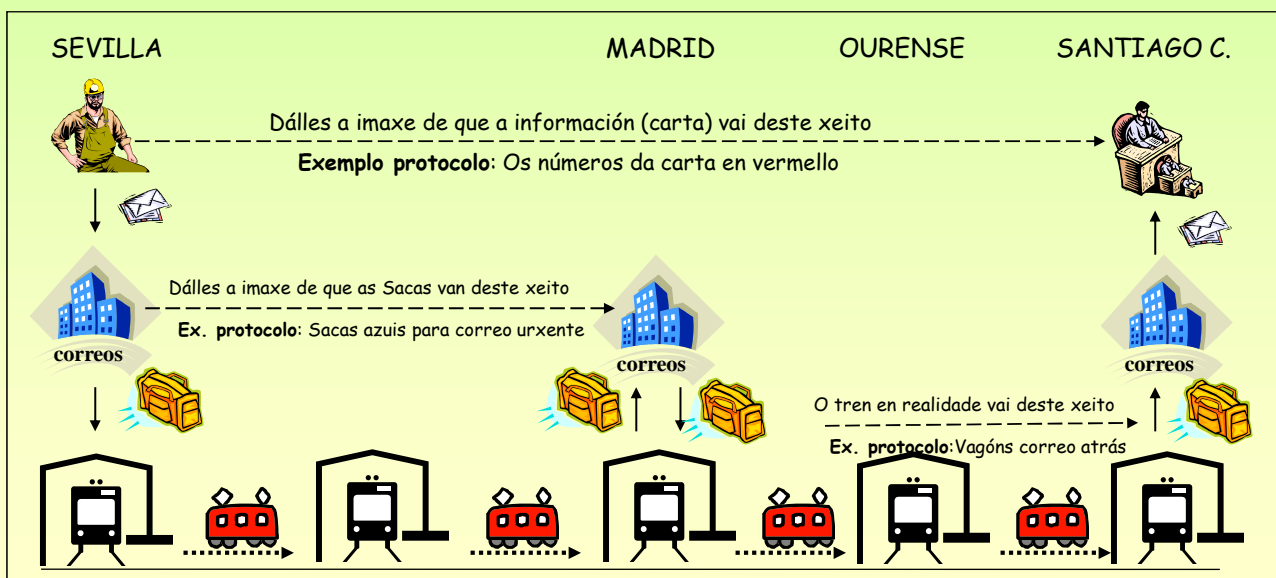 SEVILLA MADRID OURENSE SANTIAGO C.
Dálles a imaxe de que a información (carta) vai deste xeito
Exemplo protocolo: Os números da carta en vermello
Dálles a imaxe de que as Sacas van deste xeito
Ex. protocolo: Sacas azuis para correo urxente
correos
correos
correos
O tren en realidade vai deste xeito
Ex. protocolo:Vagóns correo atrás